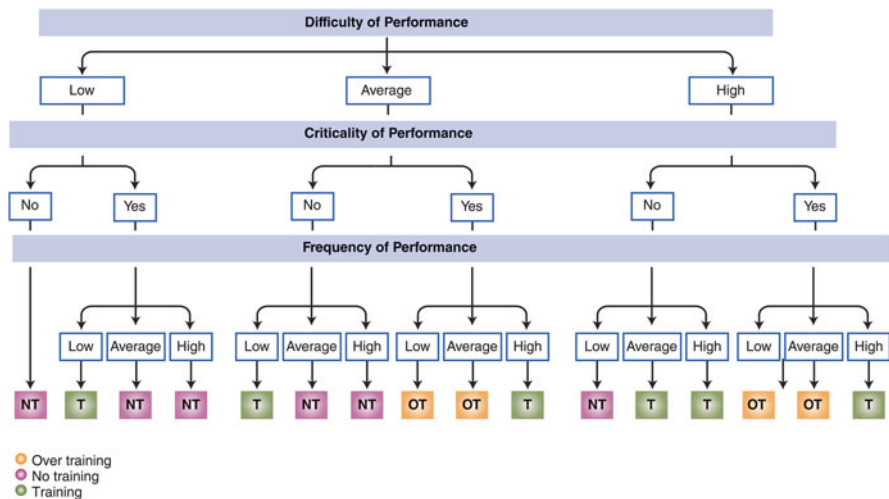 Difficulty of Performance
Low Average High
Criticality of Performance
No Yes No Yes No Yes
Frequency of Performance
Low Average High Low Average High Low Average High Low Average High Low Average High
NT T NT NT T NT NT OT OT T NT T T OT OT T
Over training
No training
Training